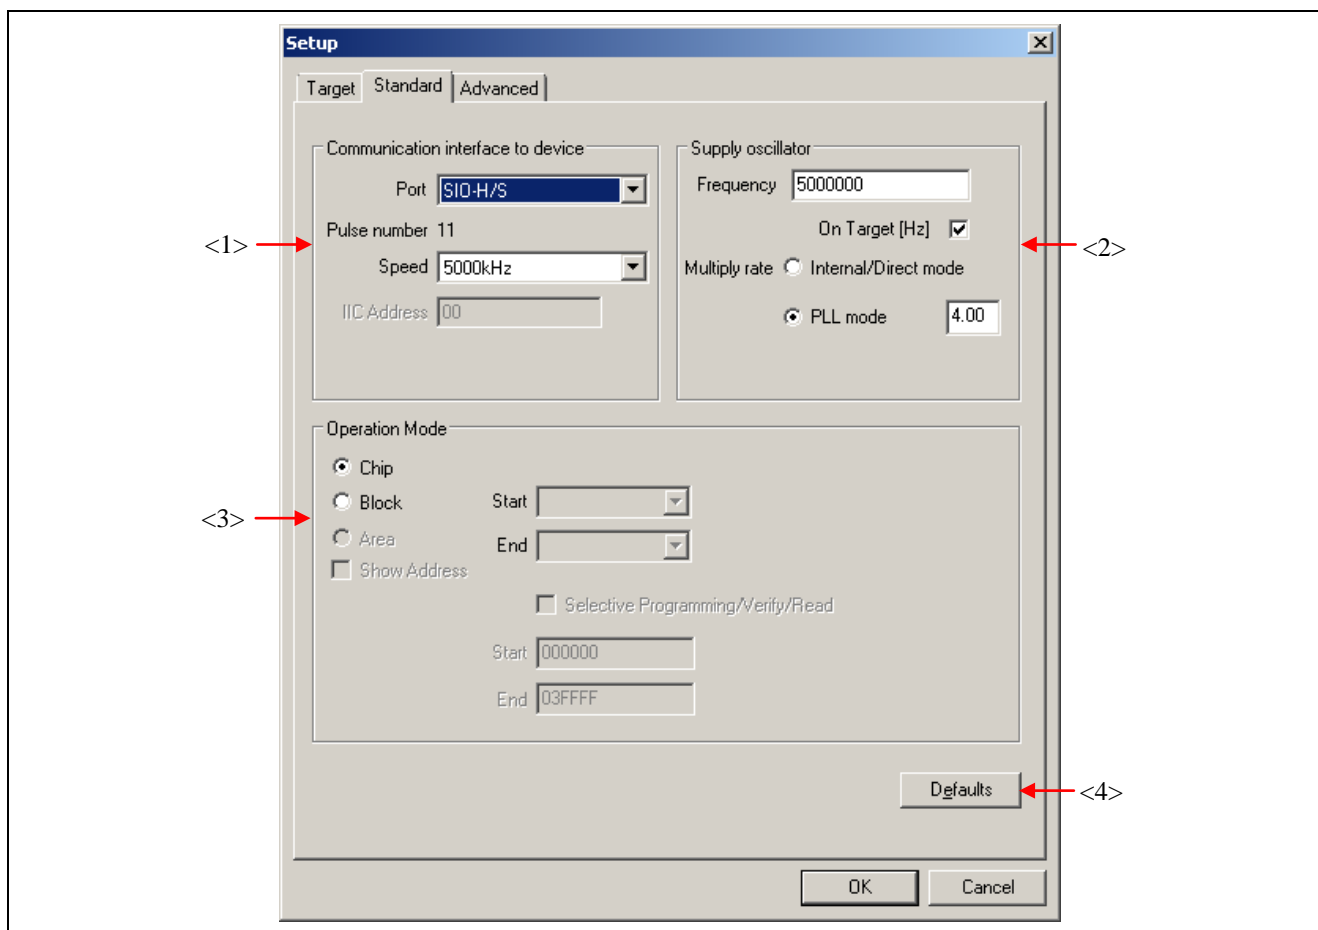 Setup
Target Standard Advanced
Communication interface to device
Port SIO-H/S
Pulse number 11
Speed 5000kHz
IIC Address 00
<1>
Supply oscillator
Frequency 5000000
On Target [Hz]
Multiply rate Internal/Direct mode
PLL mode 4.00
<2>
Operation Mode
Chip
Block Start
Area End
Show Address
Selective Programming/Verify/Read
Start 000000
End 03FFFF
<3>
Defaults
<4>
OK Cancel